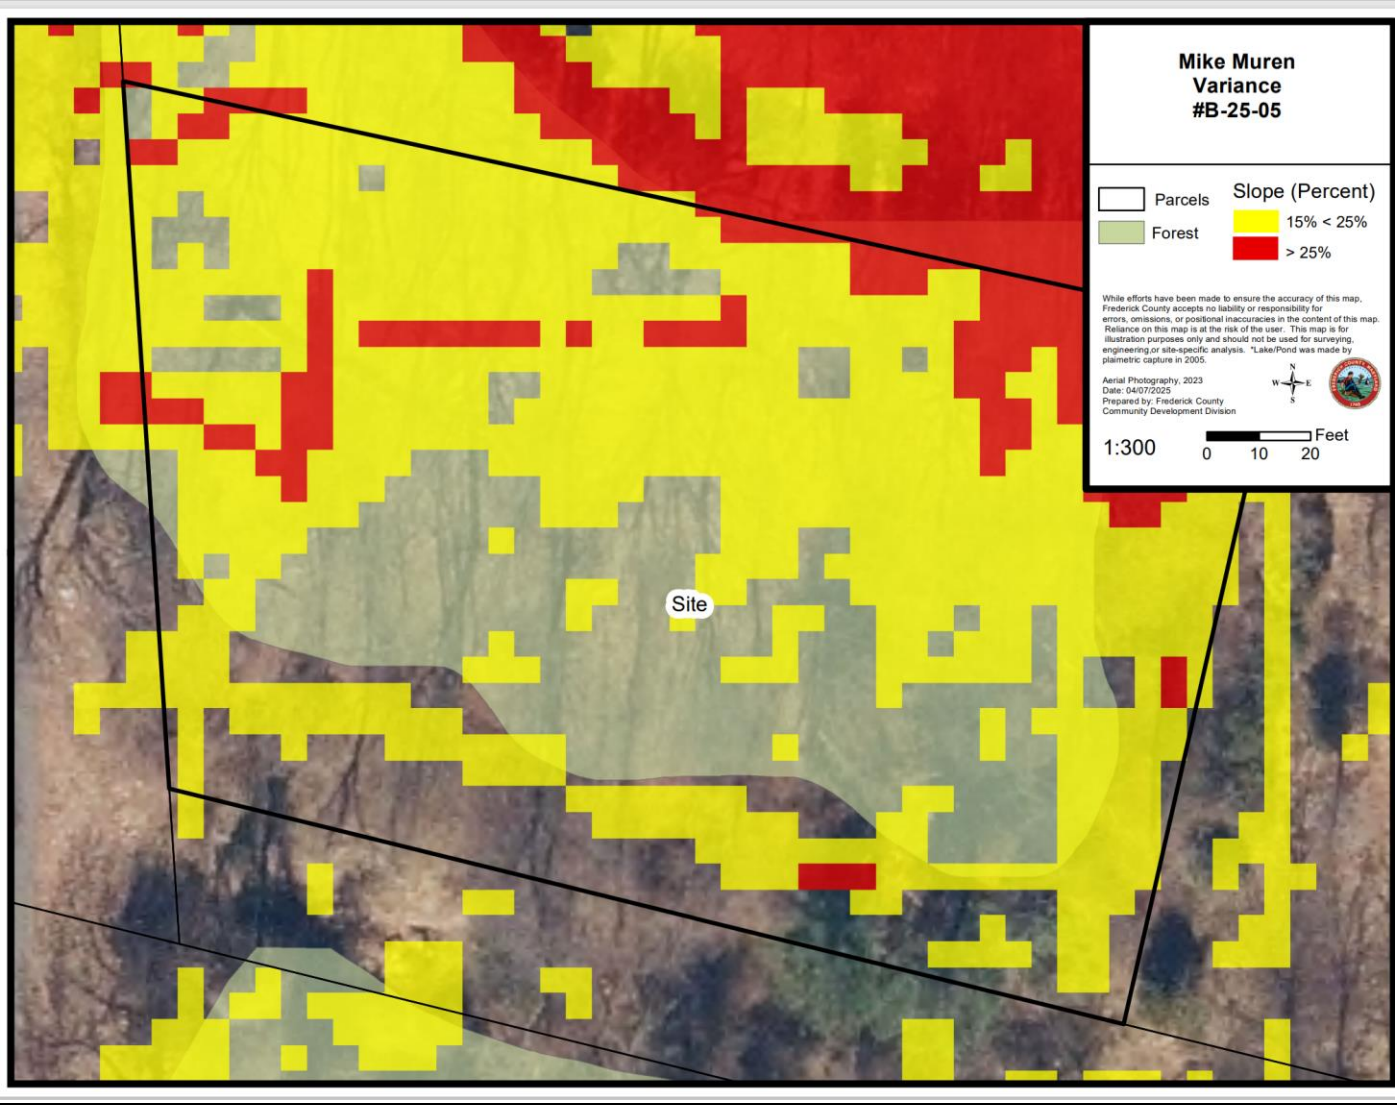 Mike Muren
Variance
#B-25-05
Parcels
Forest
Slope (Percent)
15% < 25%
> 25%
While efforts have been made to ensure the accuracy of this map,
Frederick County accepts no liability or responsibility for
errors, omissions, or positional inaccuracies in the content of this map.
Reliance on this map is at the risk of the user. This map is for
illustration purposes only and should not be used for surveying,
engineering,or site-specific analysis. *Lake/Pond was made by
plaimetric capture in 2005.
Aerial Photography, 2023
Date: 04/07/2025
Prepared by: Frederick County
Community Development Division
N
W E
S
1:300
Feet
0 10 20
Site